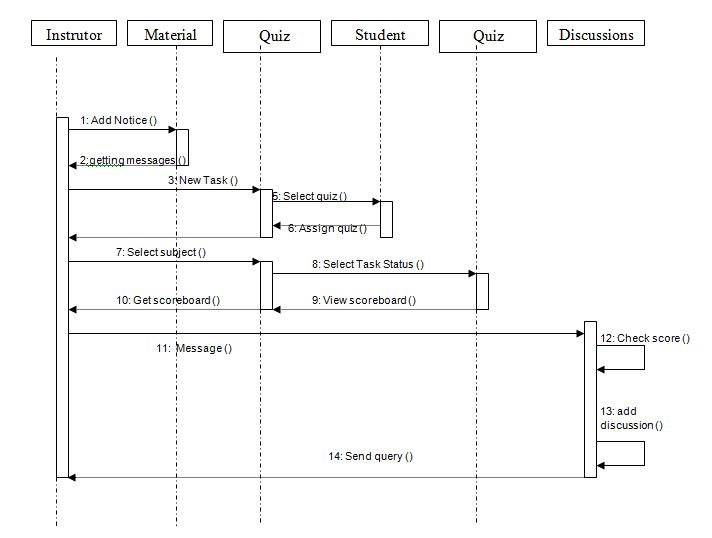 Instrutor
Material
Quiz
Student
Quiz
Discussions
1: Add Notice ()
2:getting messages ()
3: New Task ()
5: Select quiz ()
6: Assign quiz ()
7: Select subject ()
8: Select Task Status ()
10: Get scoreboard ()
9: View scoreboard ()
11: Message ()
12: Check score ()
13: add
discussion ()
14: Send query ()